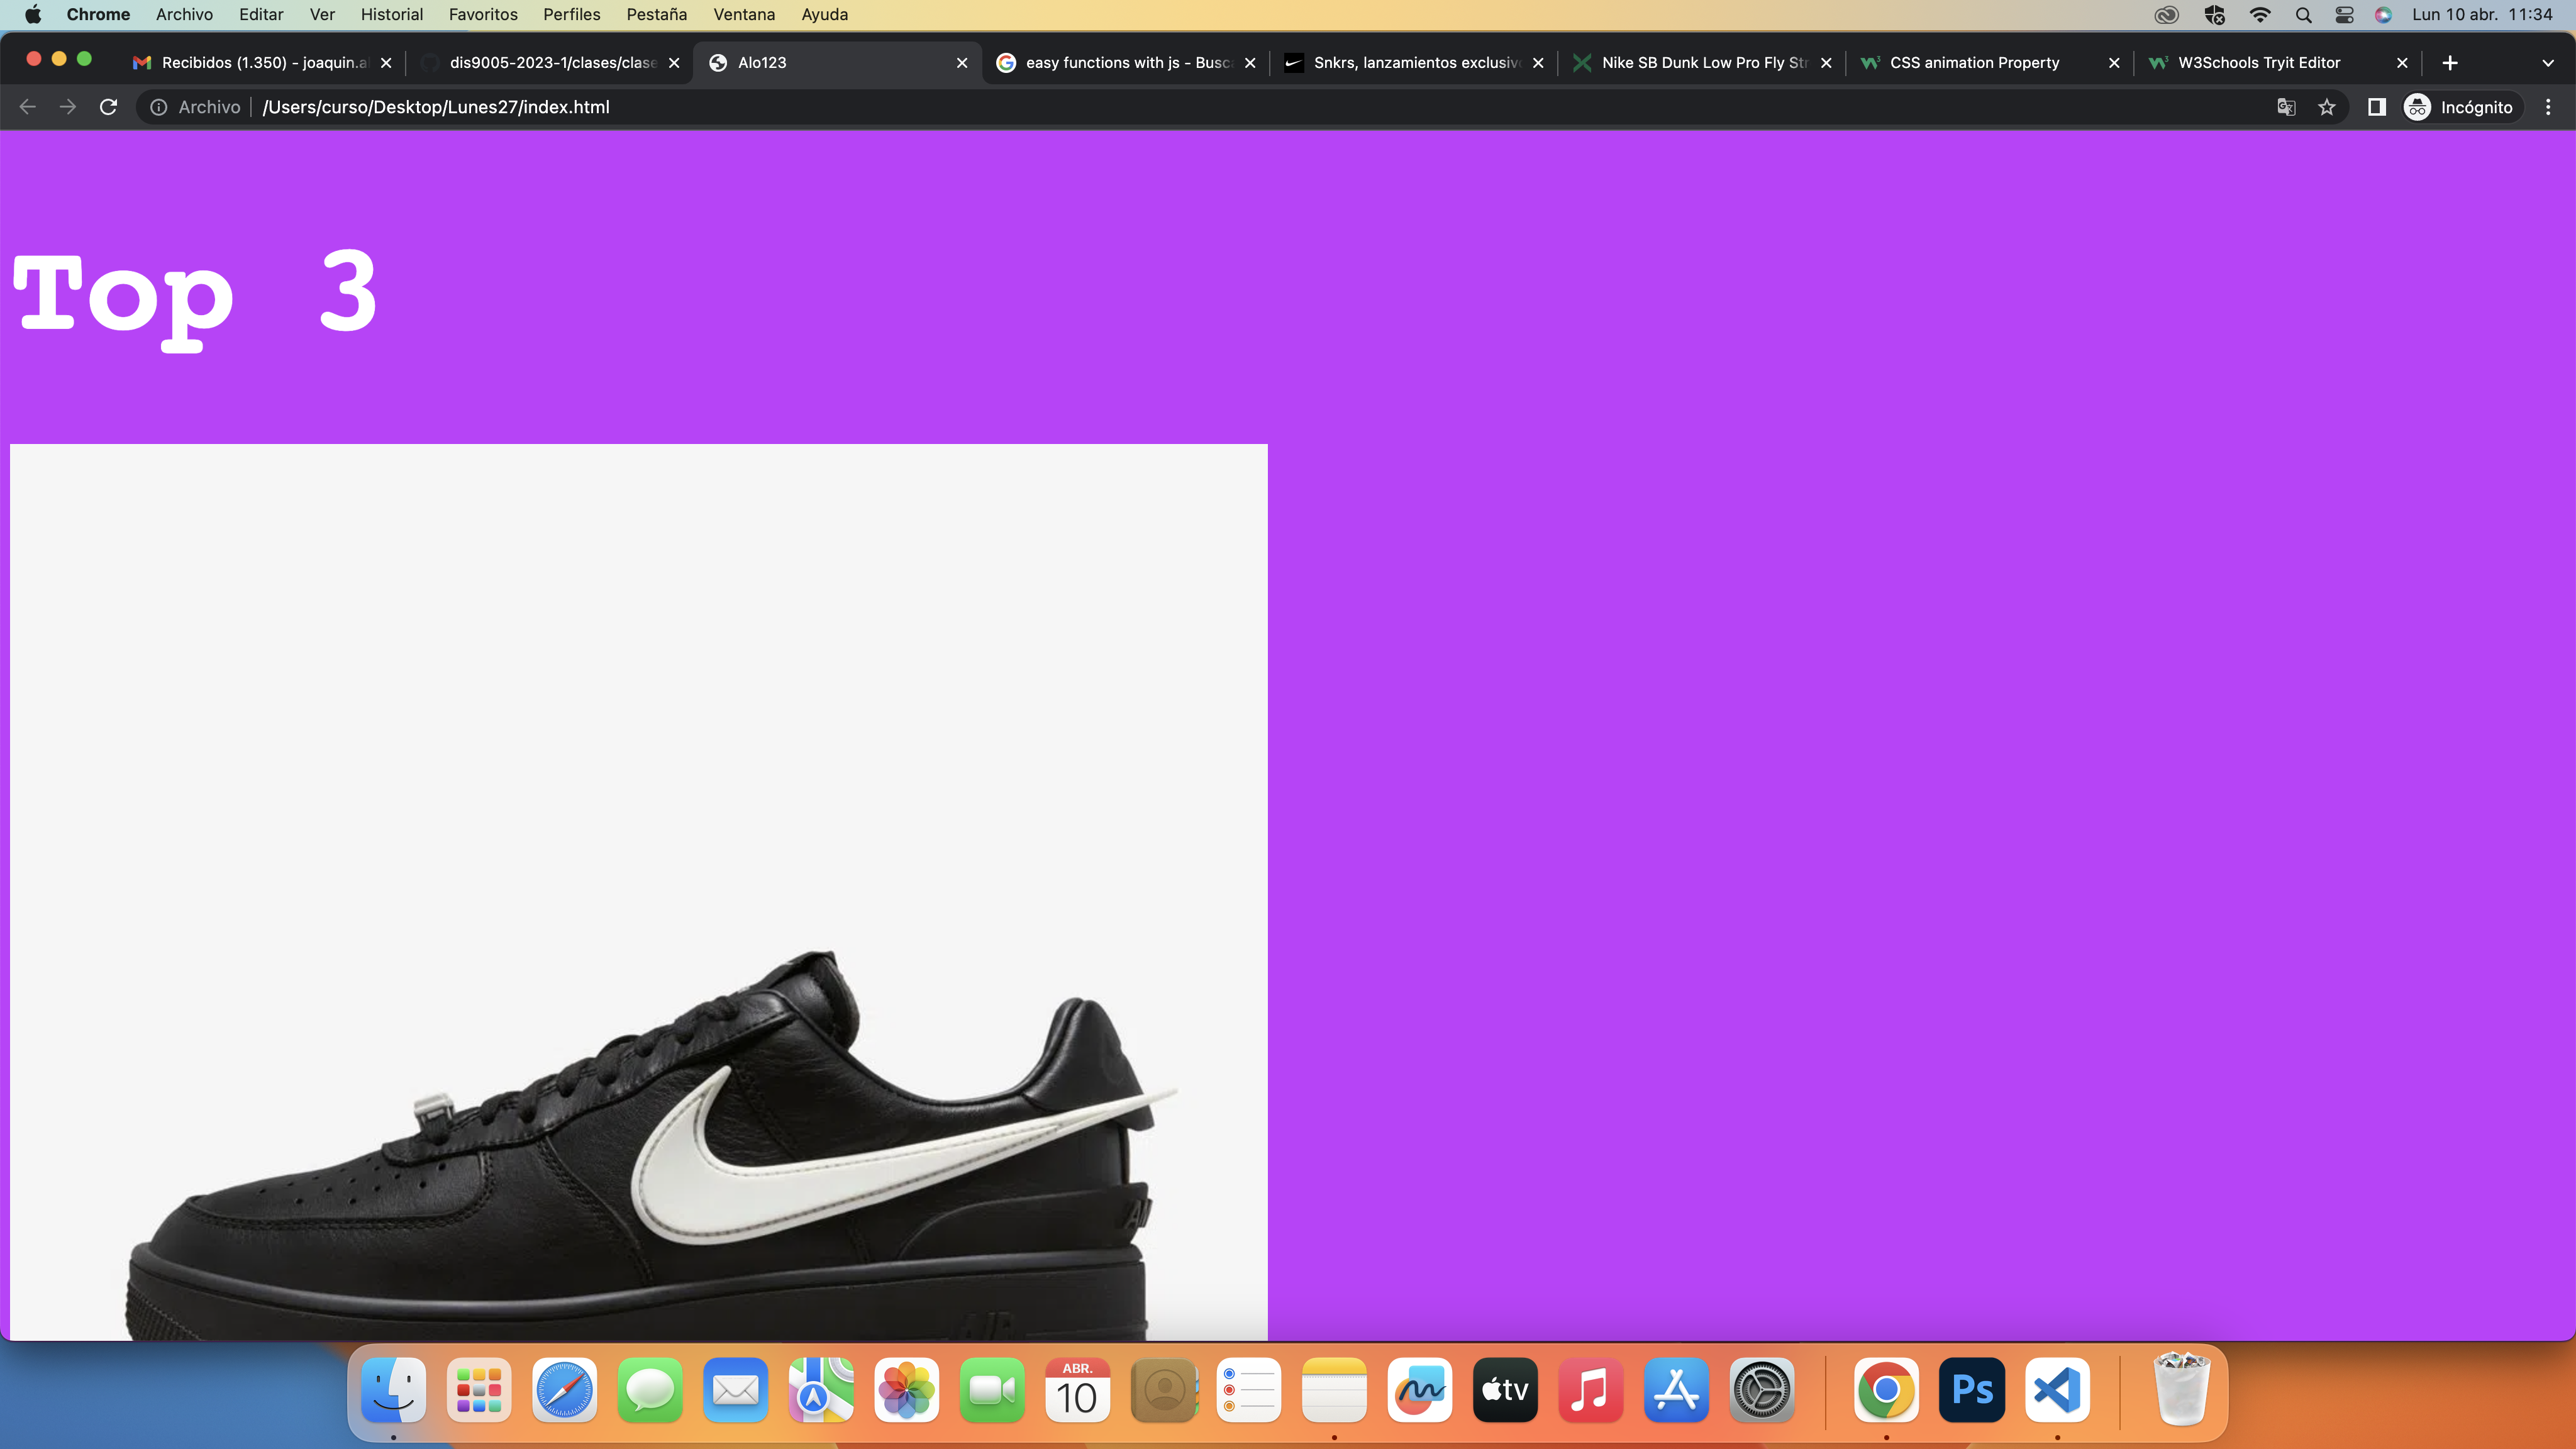 Chrome Archivo Editar Ver Historial Favoritos Perfiles Pestaña Ventana Ayuda Lun 10 abr. 11:34
Recibidos (1.350) - joaquin.a dis9005-2023-1/clases/clase Alo123 easy functions with js - Busc Snkrs, lanzamientos exclusiv Nike SB Dunk Low Pro Fly Str CSS animation Property W3Schools Tryit Editor
Archivo /Users/curso/Desktop/Lunes27/index.html Incógnito
Top 3
ABR.
10
tv
Ps